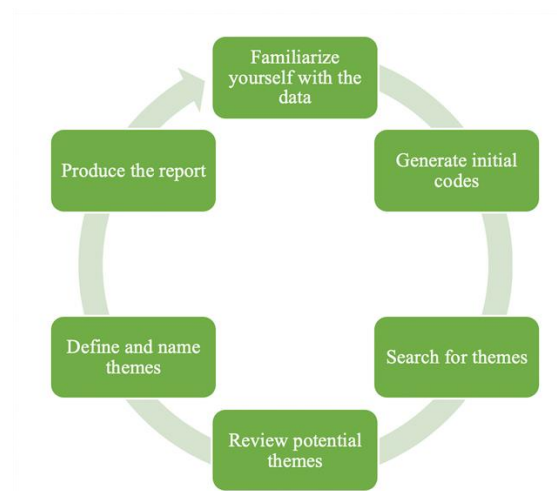 Familiarize
yourself with the
data
Generate initial
codes
Search for themes
Review potential
themes
Define and name
themes
Produce the report